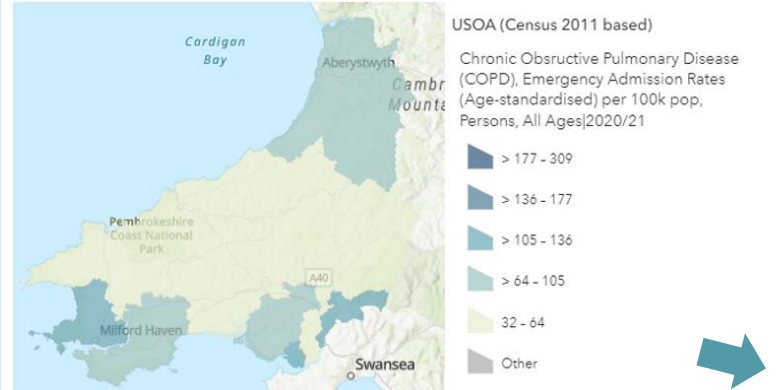 Cardigan
Bay
Aberystwyth
Cambr
Mounta
Pembrokeshire
Coast National
Park
A40
Milford Haven
Swansea
USOA (Census 2011 based)
Chronic Obsructive Pulmonary Disease
(COPD), Emergency Admission Rates
(Age-standardised) per 100k pop,
Persons, All Ages|2020/21
> 177 - 309
> 136 - 177
> 105 - 136
> 64 - 105
32 - 64
Other